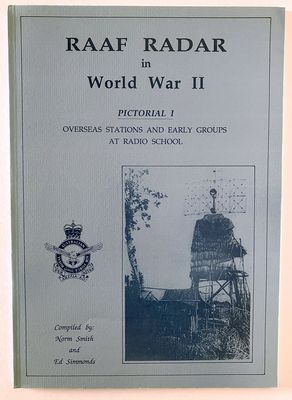 RAAF RADAR
in
World War II
PICTORIAL I
OVERSEAS STATIONS AND EARLY GROUPS
AT RADIO SCHOOL
Compiled by:
Norm Smith
and
Ed Simmonds